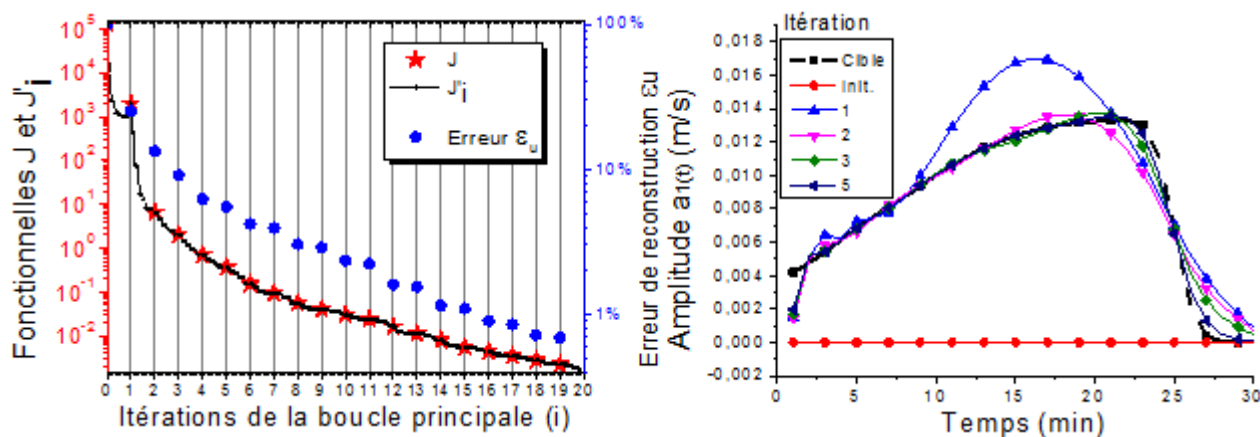 Fonctionnelles J et J'i
10^5
10^4
10^3
10^2
10^1
10^0
10^-1
10^-2
J
J'i
Erreur εu
100%
10%
1%
Erreur de reconstruction εu
0 1 2 3 4 5 6 7 8 9 10 11 12 13 14 15 16 17 18 19 20
Itérations de la boucle principale (i)
Itération
Cible
Init.
1
2
3
5
Amplitude a1(t) (m/s)
0,018
0,016
0,014
0,012
0,010
0,008
0,006
0,004
0,002
0,000
-0,002
0 5 10 15 20 25 30
Temps (min)